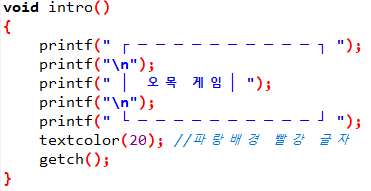 void intro()
{
    printf(" ┌ ─ ─ ─ ─ ─ ─ ─ ─ ─ ─ ─ ┐ ");
    printf("\n");
    printf(" │  오 목  게 임 │ ");
    printf("\n");
    printf(" └ ─ ─ ─ ─ ─ ─ ─ ─ ─ ─ ─ ┘ ");
    textcolor(20); //파랑배경 빨강 글자
    getch();
}